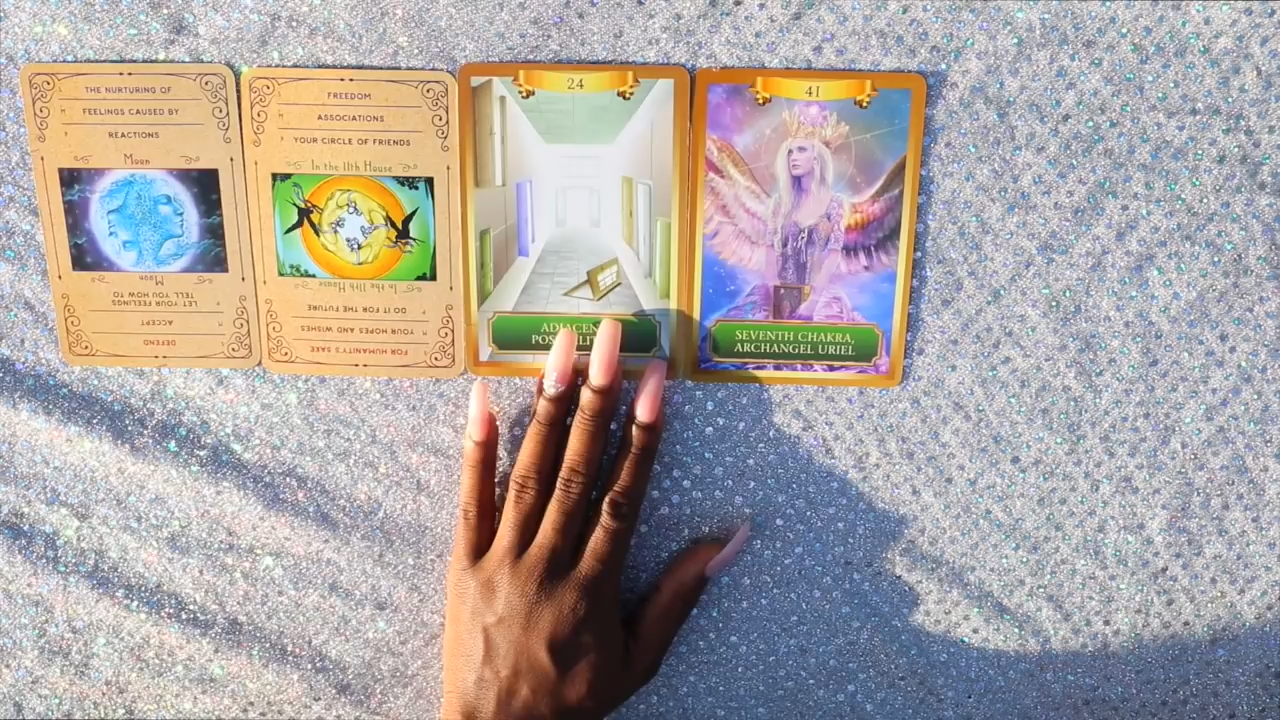 THE NURTURING OF
FEELINGS CAUSED BY
REACTIONS
Moon
Moon
LET YOUR FEELINGS
TELL YOU HOW TO
ACCEPT
DEFEND
FREEDOM
ASSOCIATIONS
YOUR CIRCLE OF FRIENDS
In the 11th House
In the 11th House
DO IT FOR THE FUTURE
YOUR HOPES AND WISHES
FOR HUMANITY'S SAKE
24
41
SEVENTH CHAKRA,
ARCHANGEL URIEL